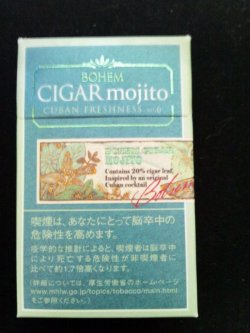 BOHEM
CIGAR mojito
CUBAN FRESHNESS NO.6
BOHEM CIGAR
MOJITO
Contains 20% cigar leaf,
Inspired by an original
Cuban cocktail
Bohem
喫煙は、あなたにとって脳卒中の
危険性を高めます。
疫学的な推計によると、喫煙者は脳卒中
により死亡する危険性が非喫煙者に
比べて約1.7倍高くなります。
(詳細については、厚生労働省のホームページ
www.mhlw.go.jp/topics/tobacco/main.html
をご参照ください。)